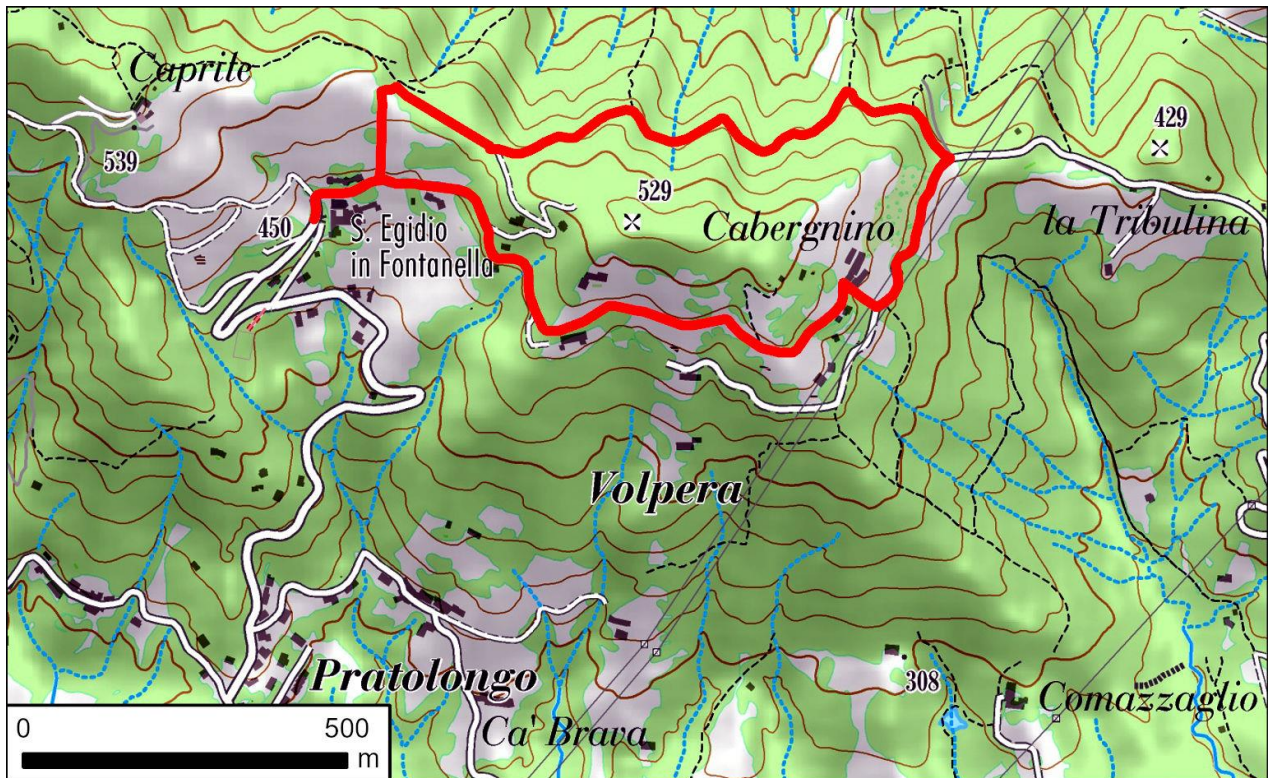 Caprile
429
539
529
450
S. Egidio
in Fontanella
Cabergnino
la Tribulina
Volpera
Pratolongo
308
Comazzaglio
Ca' Brava
0 500
m